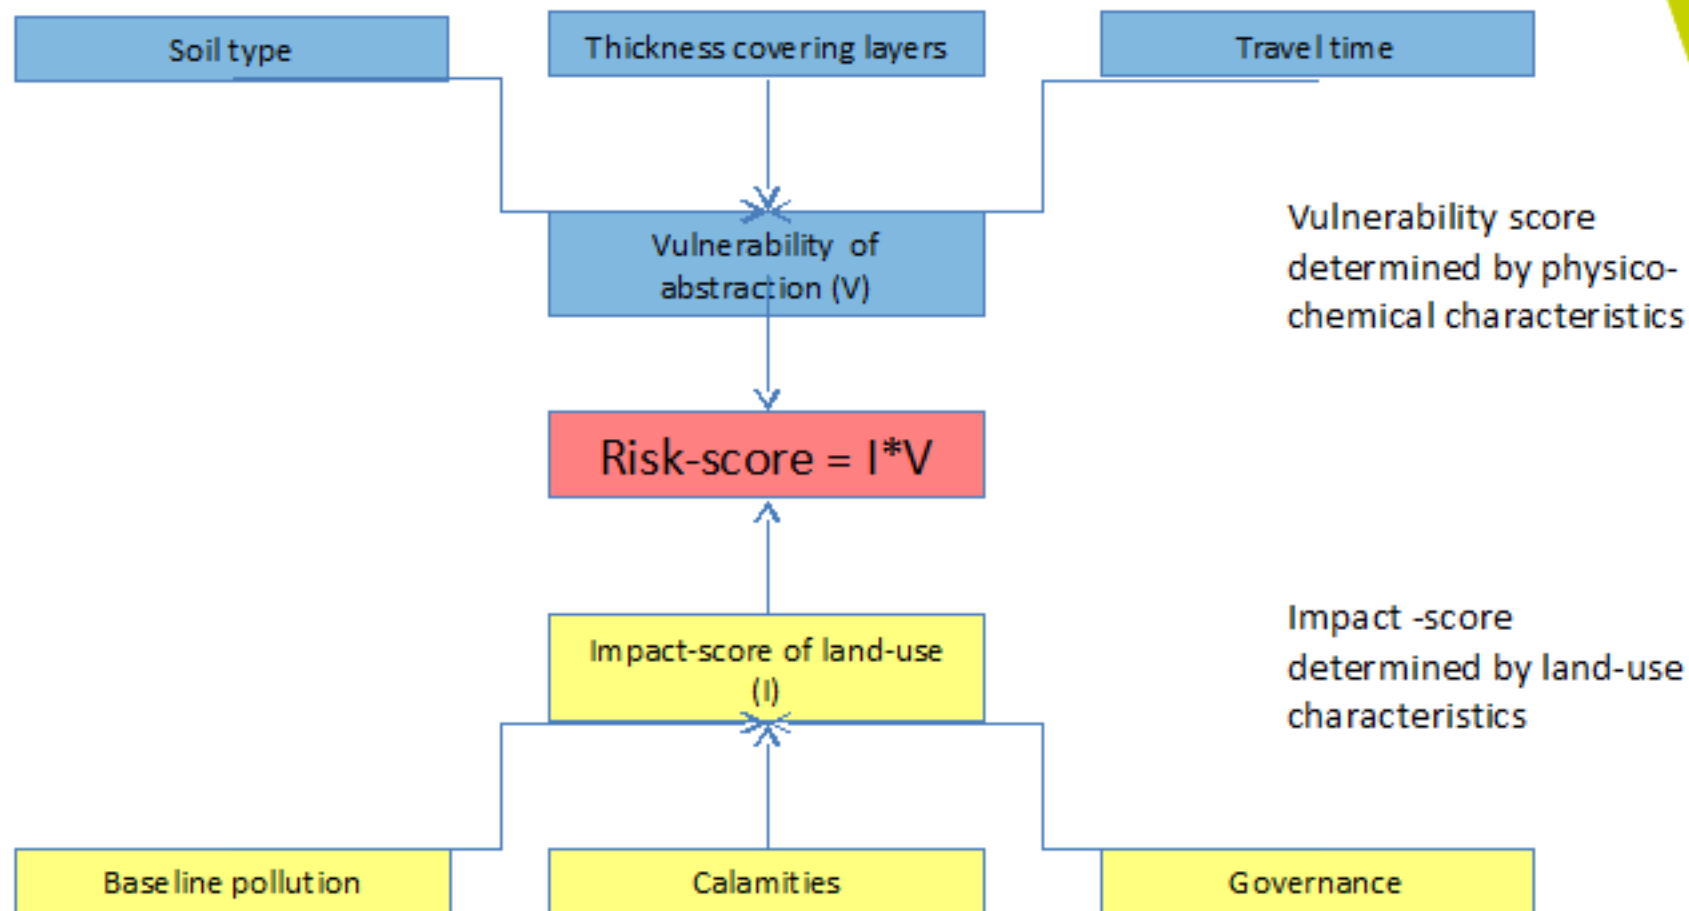 Soil type
Thickness covering layers
Travel time
Vulnerability of
abstraction (V)
Vulnerability score
determined by physico-
chemical characteristics
Risk-score = I*V
Impact-score of land-use
(I)
Impact -score
determined by land-use
characteristics
Baseline pollution
Calamities
Governance